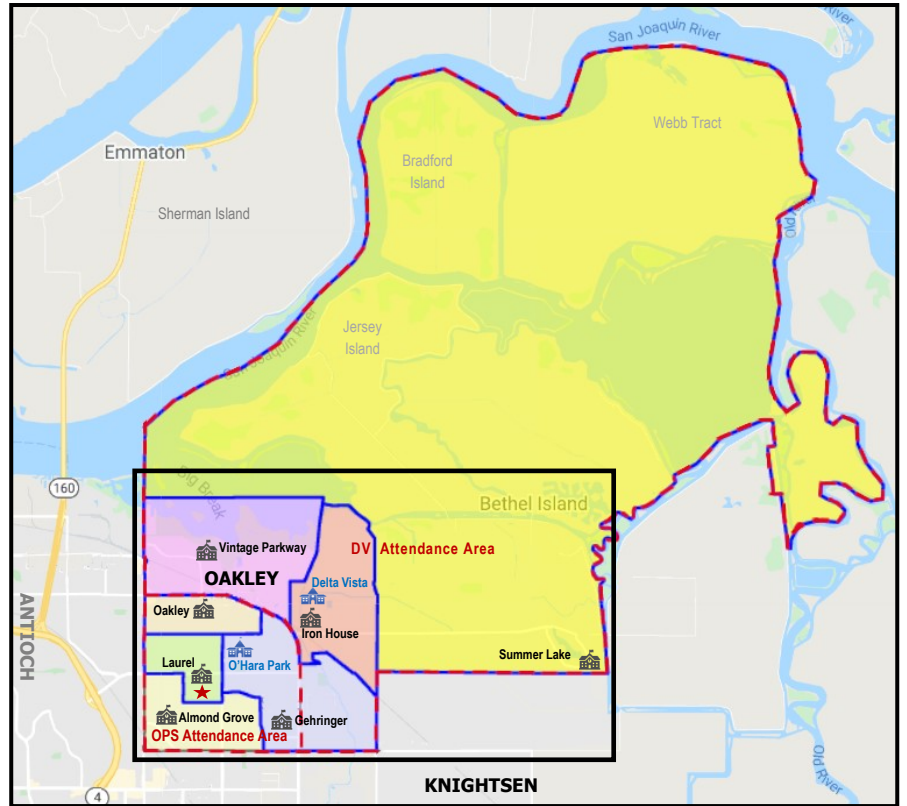 San Joaquin River
Webb Tract
Bradford
Island
Emmaton
Sherman Island
Old River
Jersey
Island
San Joaquin River
160
Big Break
Bethel Island
Vintage Parkway
DV Attendance Area
OAKLEY
Delta Vista
Oakley
Iron House
ANTIOCH
O'Hara Park
Laurel
Summer Lake
Almond Grove
Gehringer
OPS Attendance Area
Old River
KNIGHTSEN
4